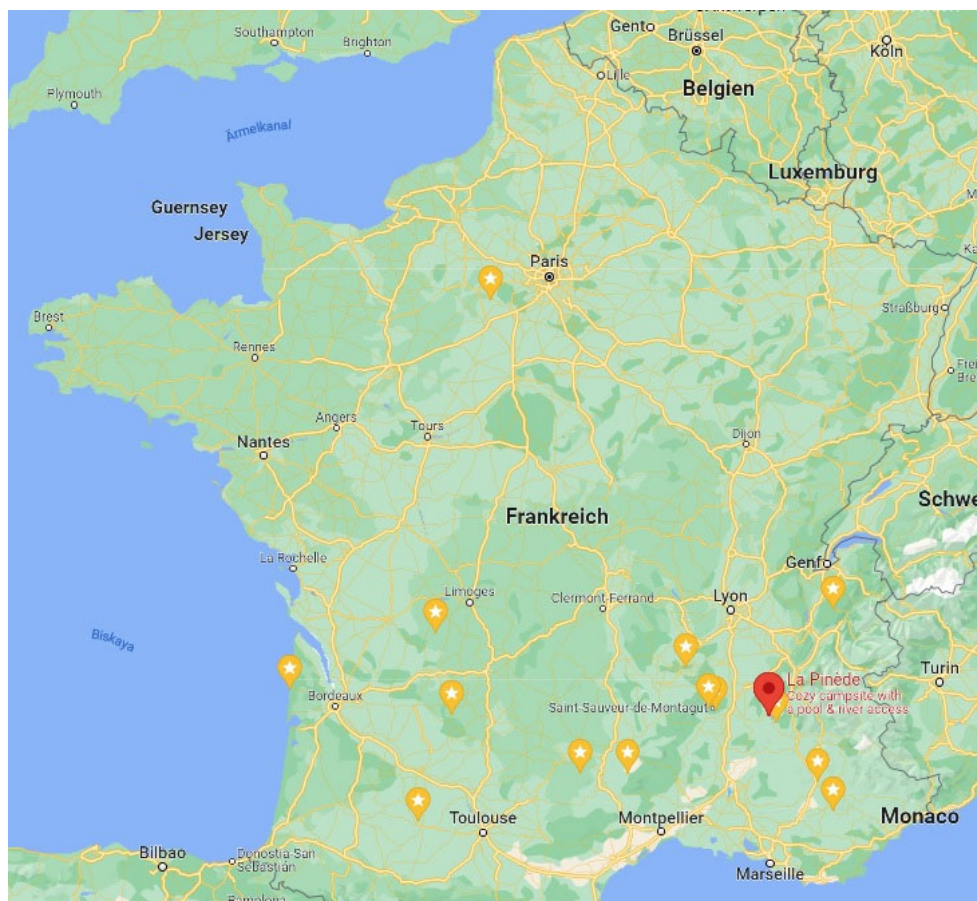 Southampton
Brighton
Gent
Brüssel
Köln
Lille
Belgien
Plymouth
Ärmelkanal
Luxemburg
Guernsey
Jersey
Paris
Straßburg
Brest
Rennes
Angers
Tours
Dijon
Nantes
Frankreich
Schwe
La Rochelle
Genf
Limoges
Clermont-Ferrand
Lyon
Biskaya
Turin
La Pinède
Cozy campsite with
a pool & river access
Bordeaux
Saint-Sauveur-de-Montagut
Toulouse
Montpellier
Monaco
Bilbao
Donostia-San
Sebastián
Marseille